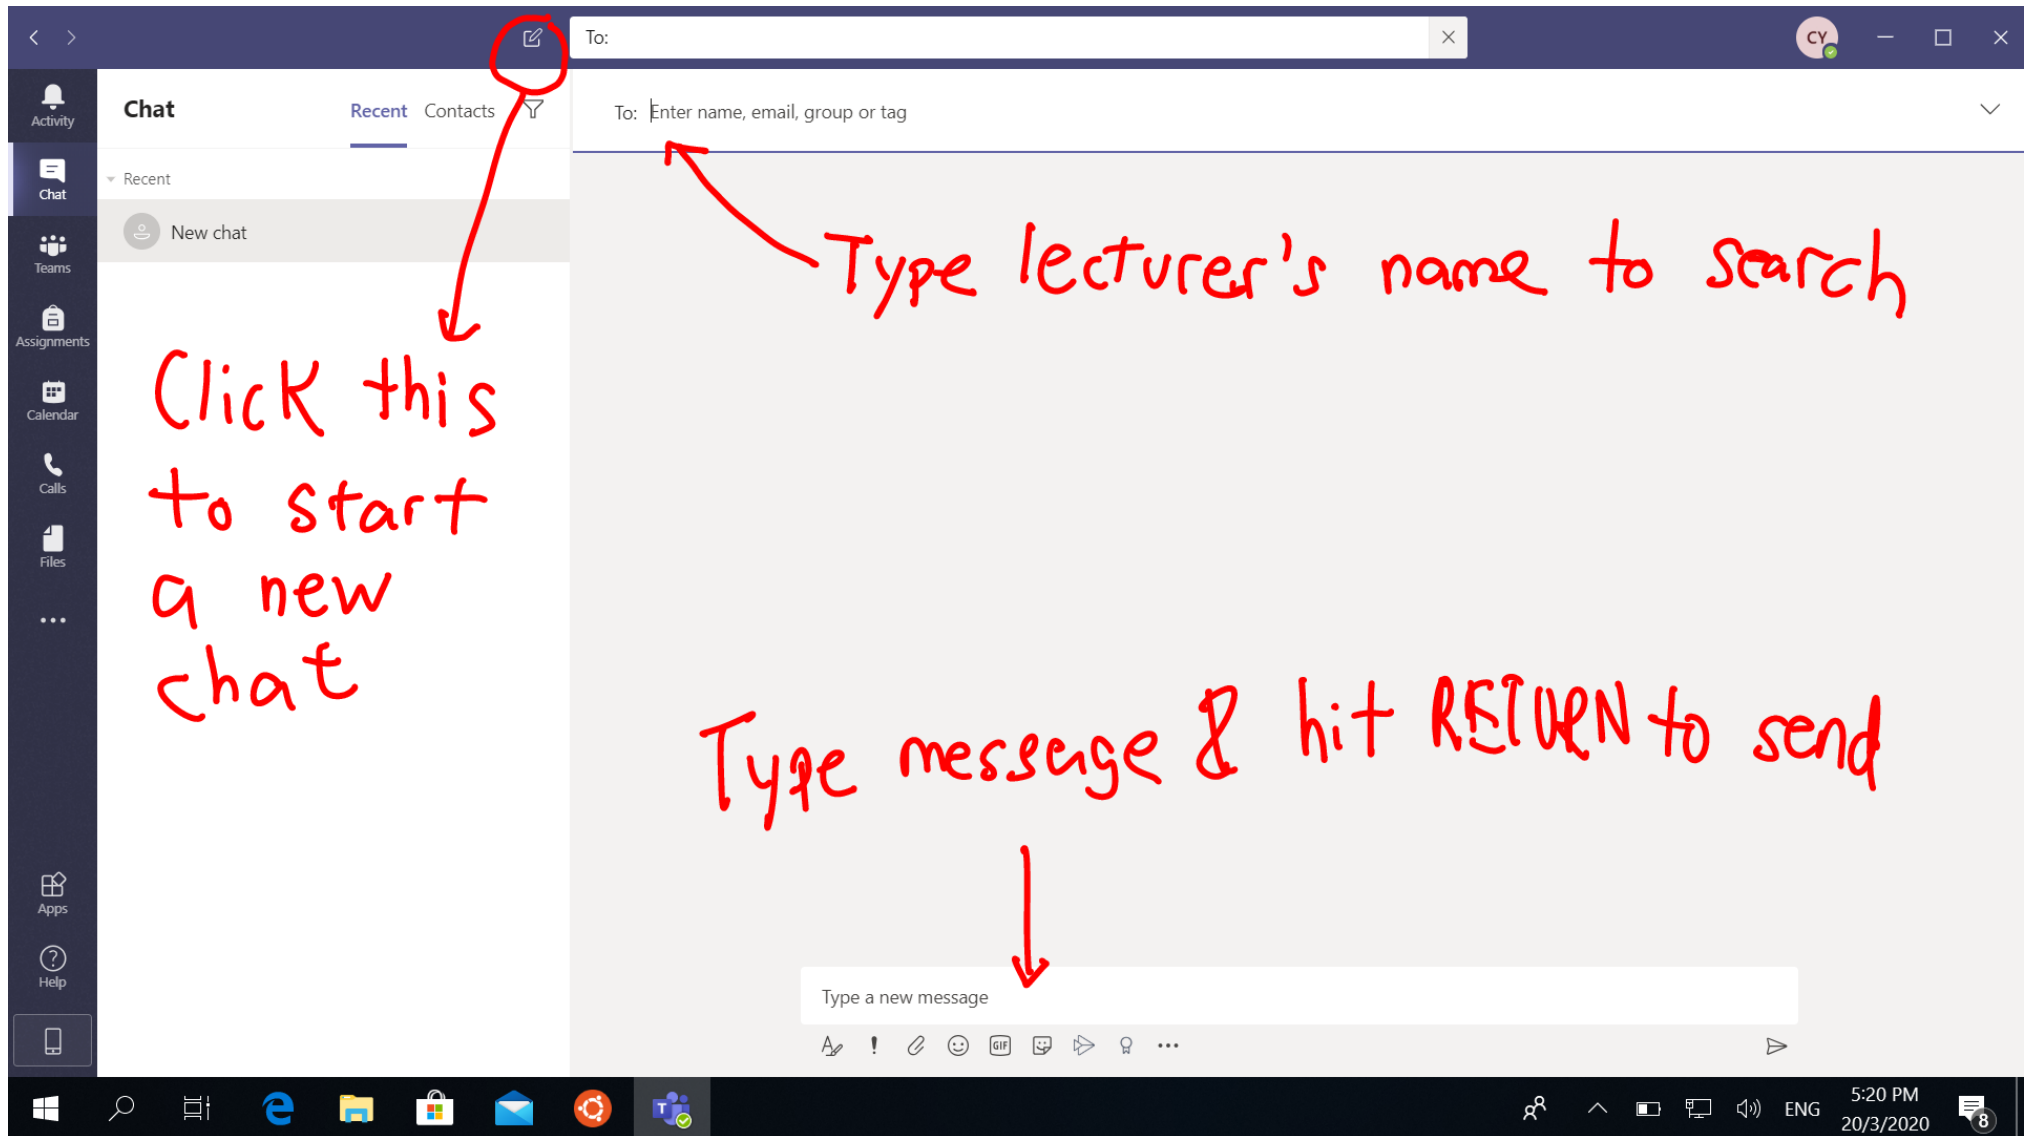 To:
CY
Activity
Chat
Recent
Contacts
To: Enter name, email, group or tag
Chat
Recent
New chat
Teams
Assignments
Calendar
Calls
Files
Apps
Help
Type lecturer's name to search
Click this
to start
a new
chat
Type message & hit RETURN to send
Type a new message
GIF
T
ENG
5:20 PM
20/3/2020
8